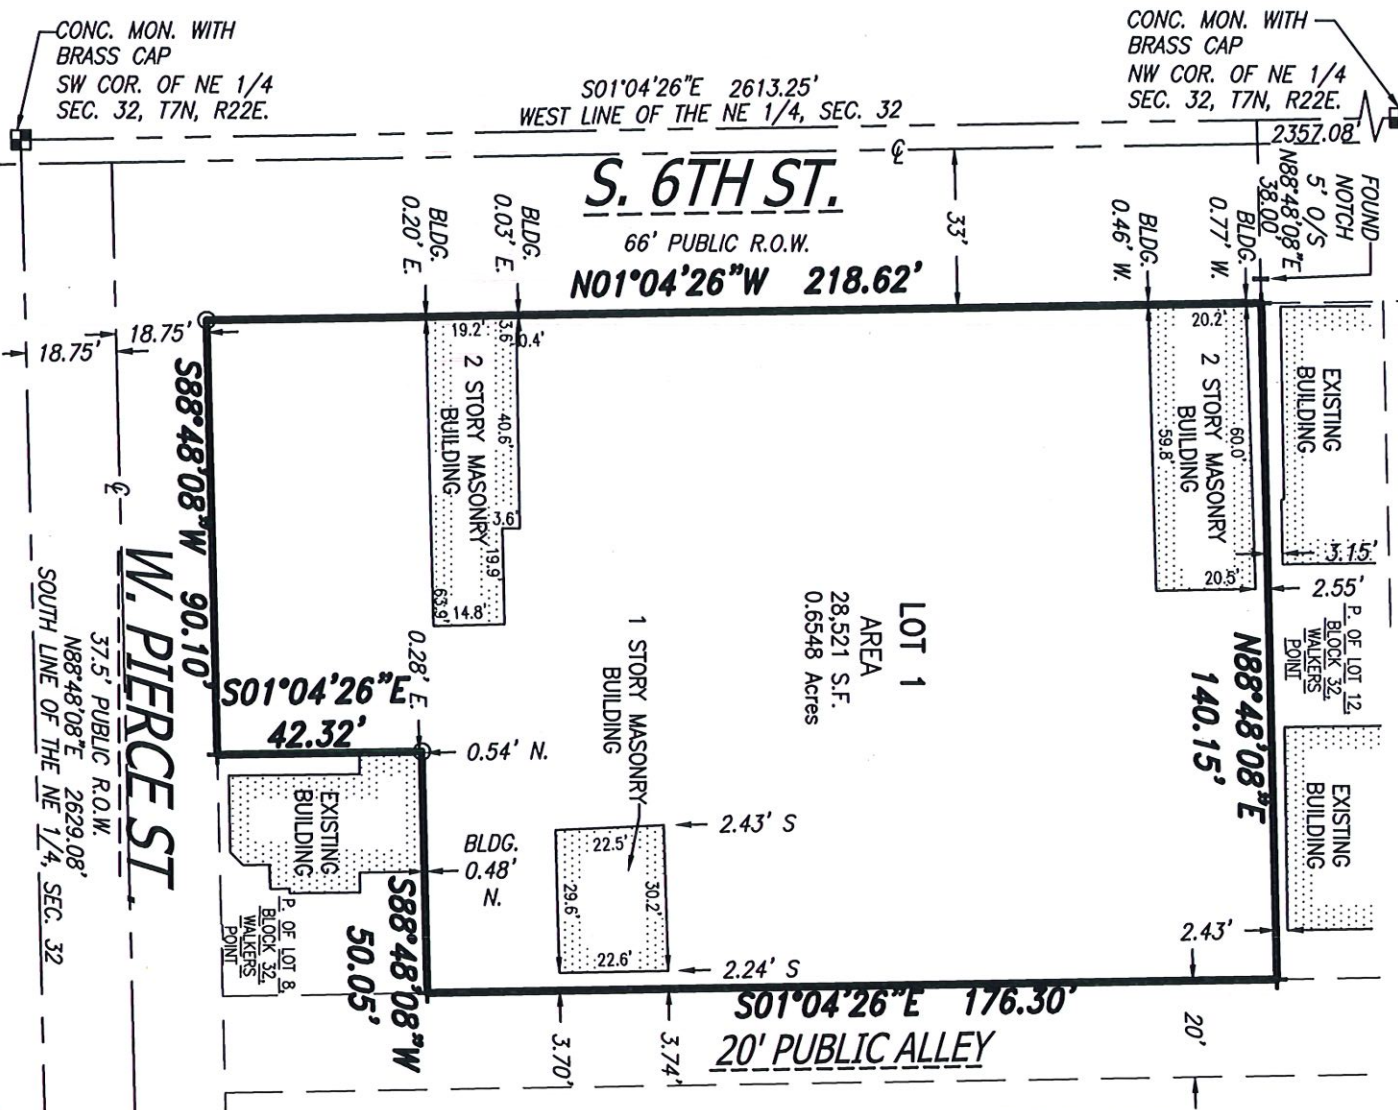 CONC. MON. WITH
BRASS CAP
SW COR. OF NE 1/4
SEC. 32, T7N, R22E.
S01°04'26"E 2613.25'
WEST LINE OF THE NE 1/4, SEC. 32
CONC. MON. WITH
BRASS CAP
NW COR. OF NE 1/4
SEC. 32, T7N, R22E.
2357.08'
S. 6TH ST.
66' PUBLIC R.O.W.
N01°04'26"W 218.62'
33'
BLDG.
0.20' E.
BLDG.
0.03' E.
BLDG.
0.46' W.
BLDG.
0.77' W.
FOUND
NOTCH
5' O/S
N88°48'08"E
38.00'
18.75'
18.75'
19.2'
3.6'
0.4'
2 STORY MASONRY
BUILDING
40.6'
3.6'
19.9'
63.9'
14.8'
20.2'
2 STORY MASONRY
BUILDING
60.0'
59.8'
20.5'
EXISTING
BUILDING
3.15'
2.55'
P. OF LOT 12,
BLOCK 32,
WALKERS
POINT
S88°48'08"W 90.10'
W. PIERCE ST.
37.5' PUBLIC R.O.W.
N88°48'08"E 2629.08'
SOUTH LINE OF THE NE 1/4, SEC. 32
LOT 1
AREA
28,521 S.F.
0.6548 Acres
N88°48'08"E
140.15'
S01°04'26"E
42.32'
0.28' E.
0.54' N.
1 STORY MASONRY
BUILDING
EXISTING
BUILDING
BLDG.
0.48'
N.
22.5'
29.6'
30.2'
22.6'
2.43' S
2.24' S
EXISTING
BUILDING
2.43'
P. OF LOT 8,
BLOCK 32,
WALKERS
POINT
S88°48'08"W
50.05'
S01°04'26"E 176.30'
20' PUBLIC ALLEY
3.70'
3.74'
20'